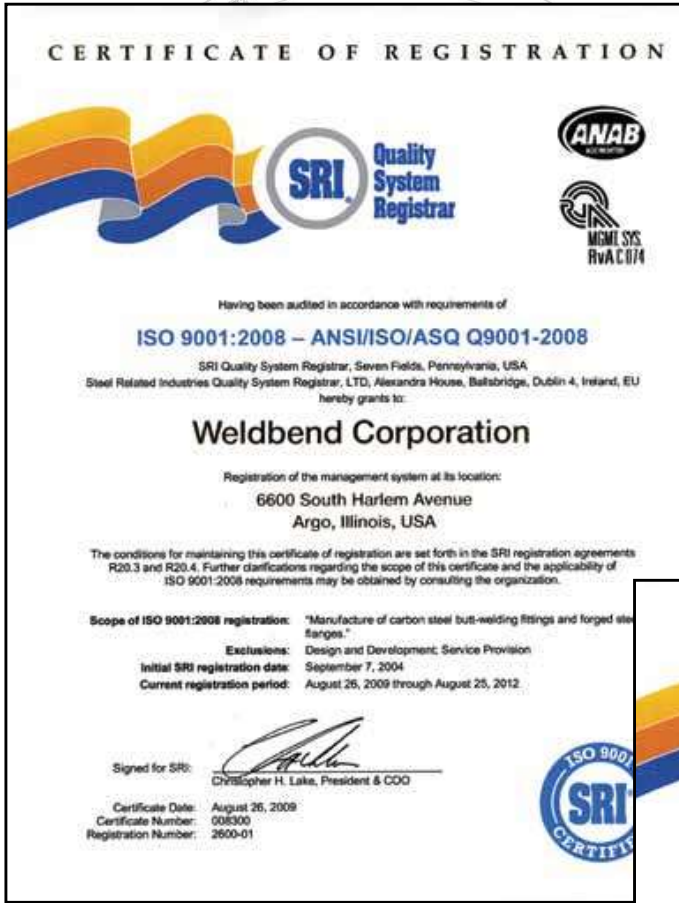 CERTIFICATE OF REGISTRATION
SRI
Quality
System
Registrar
ANAB
MGMT. SYS.
RvA C 074
Having been audited in accordance with requirements of
ISO 9001:2008 – ANSI/ISO/ASQ Q9001-2008
SRI Quality System Registrar, Seven Fields, Pennsylvania, USA
Steel Related Industries Quality System Registrar, LTD, Alexandra House, Ballsbridge, Dublin 4, Ireland, EU
hereby grants to:
Weldbend Corporation
Registration of the management system at its location:
6600 South Harlem Avenue
Argo, Illinois, USA
The conditions for maintaining this certificate of registration are set forth in the SRI registration agreements
R20.3 and R20.4. Further clarifications regarding the scope of this certificate and the applicability of
ISO 9001:2008 requirements may be obtained by consulting the organization.
Scope of ISO 9001:2008 registration: "Manufacture of carbon steel butt-welding fittings and forged stee
flanges."
Exclusions: Design and Development; Service Provision
Initial SRI registration date: September 7, 2004
Current registration period: August 26, 2009 through August 25, 2012
Signed for SRI:
Christopher H. Lake, President & COO
Certificate Date: August 26, 2009
Certificate Number: 008300
Registration Number: 2600-01
ISO 9001
SRI
CERTIFIE